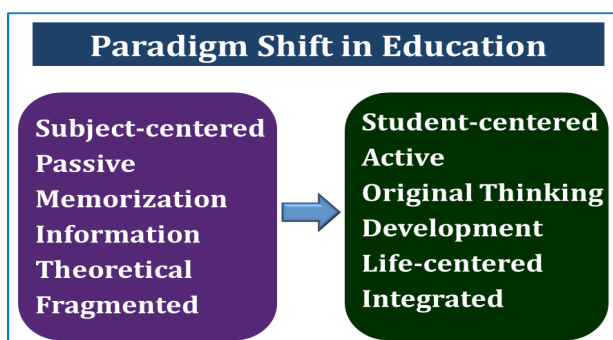 Paradigm Shift in Education
Subject-centered
Passive
Memorization
Information
Theoretical
Fragmented
Student-centered
Active
Original Thinking
Development
Life-centered
Integrated